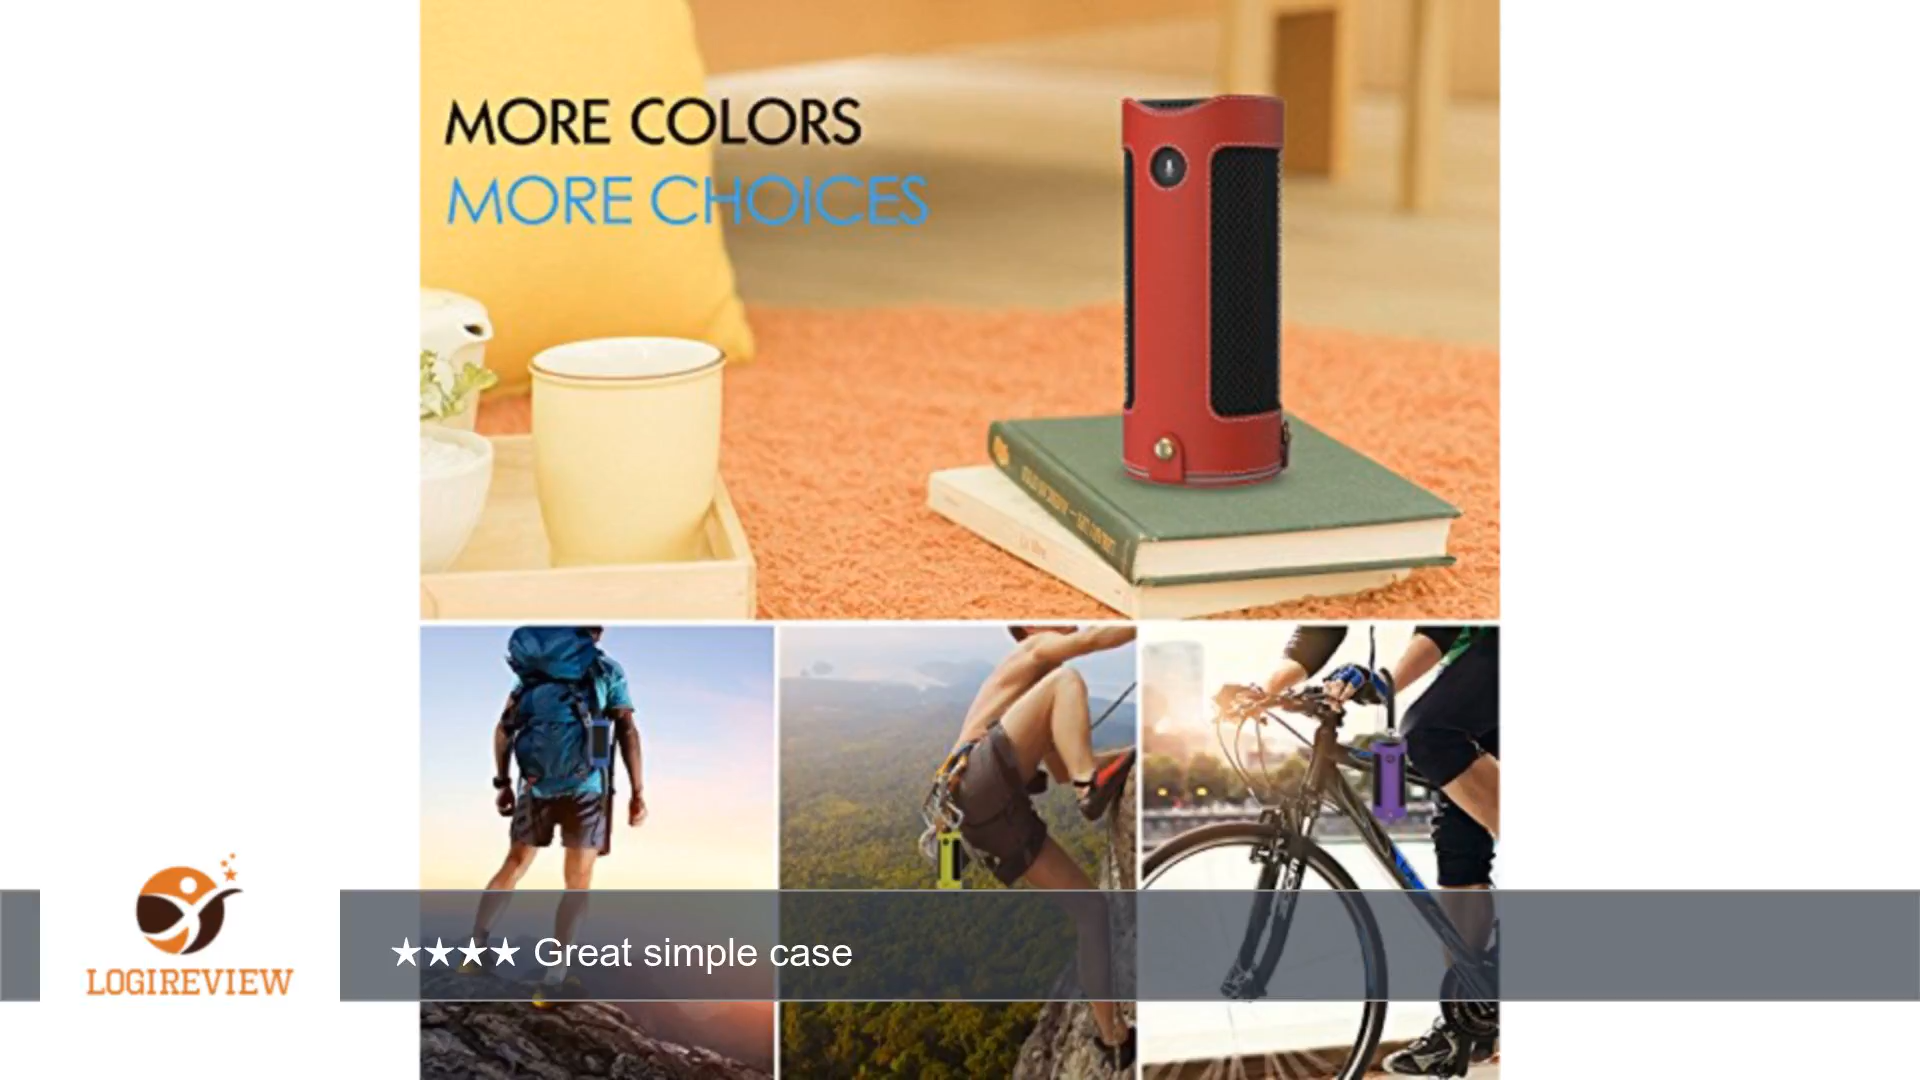 MORE COLORS
MORE CHOICES
★★★★ Great simple case
LOGIREVIEW